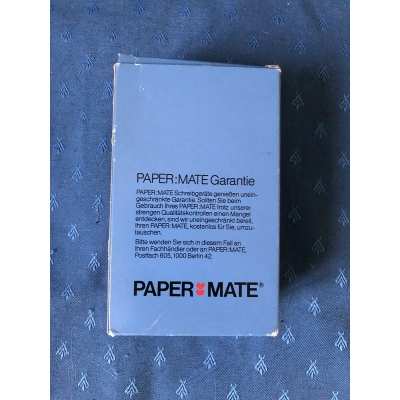 PAPER:MATE Garantie
PAPER:MATE Schreibgeräte genießen unein-
geschränkte Garantie. Sollten Sie beim
Gebrauch Ihres PAPER:MATE trotz unserer
strengen Qualitätskontrollen einen Mangel
entdecken, sind wir uneingeschränkt bereit,
Ihren PAPER:MATE, kostenlos für Sie, umzu-
tauschen.
Bitte wenden Sie sich in diesem Fall an
Ihren Fachhändler oder an PAPER:MATE,
Postfach 605, 1000 Berlin 42.
PAPER MATE®